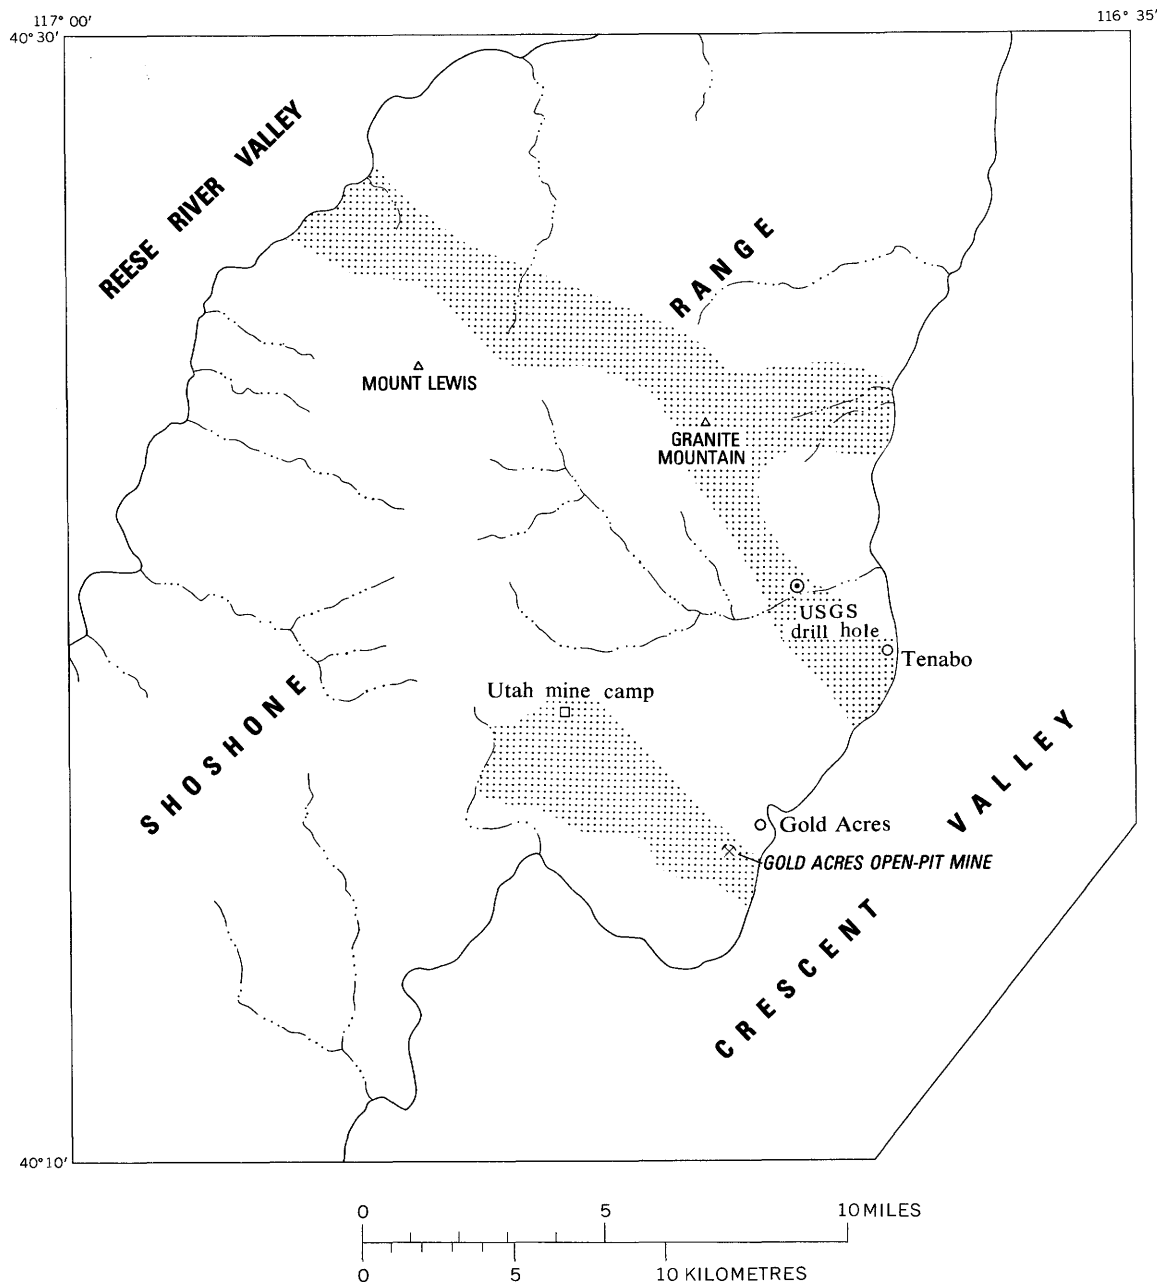 117° 00′
116° 35′
40° 30′
REESE RIVER VALLEY
RANGE
MOUNT LEWIS
GRANITE
MOUNTAIN
USGS
drill hole
Tenabo
Utah mine camp
SHOSHONE
VALLEY
Gold Acres
GOLD ACRES OPEN-PIT MINE
CRESCENT
40° 10′
0 5 10 MILES
0 5 10 KILOMETRES